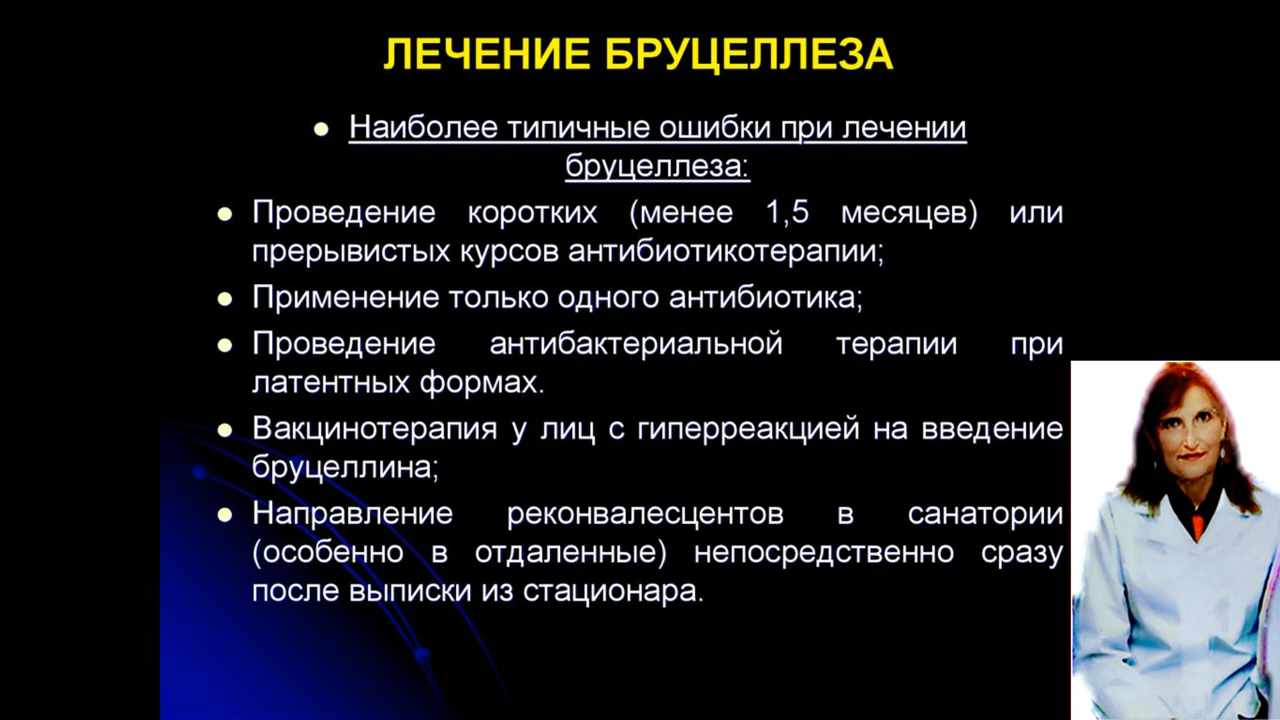 ЛЕЧЕНИЕ БРУЦЕЛЛЕЗА
● Наиболее типичные ошибки при лечении
бруцеллеза:
● Проведение коротких (менее 1,5 месяцев) или
прерывистых курсов антибиотикотерапии;
● Применение только одного антибиотика;
● Проведение антибактериальной терапии при
латентных формах.
● Вакцинотерапия у лиц с гиперреакцией на введение
бруцеллина;
● Направление реконвалесцентов в санатории
(особенно в отдаленные) непосредственно сразу
после выписки из стационара.